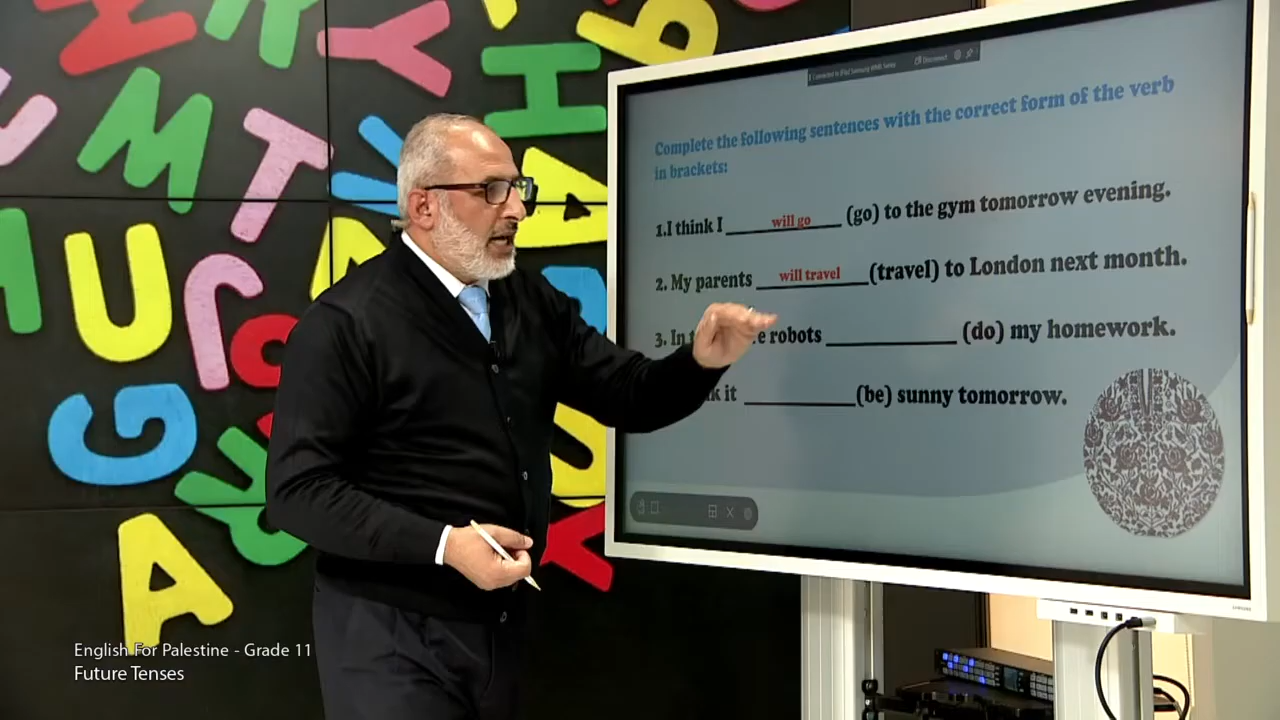 Complete the following sentences with the correct form of the verb
in brackets:
1.I think I will go (go) to the gym tomorrow evening.
2. My parents will travel (travel) to London next month.
3. In robots (do) my homework.
it (be) sunny tomorrow.
English For Palestine - Grade 11
Future Tenses